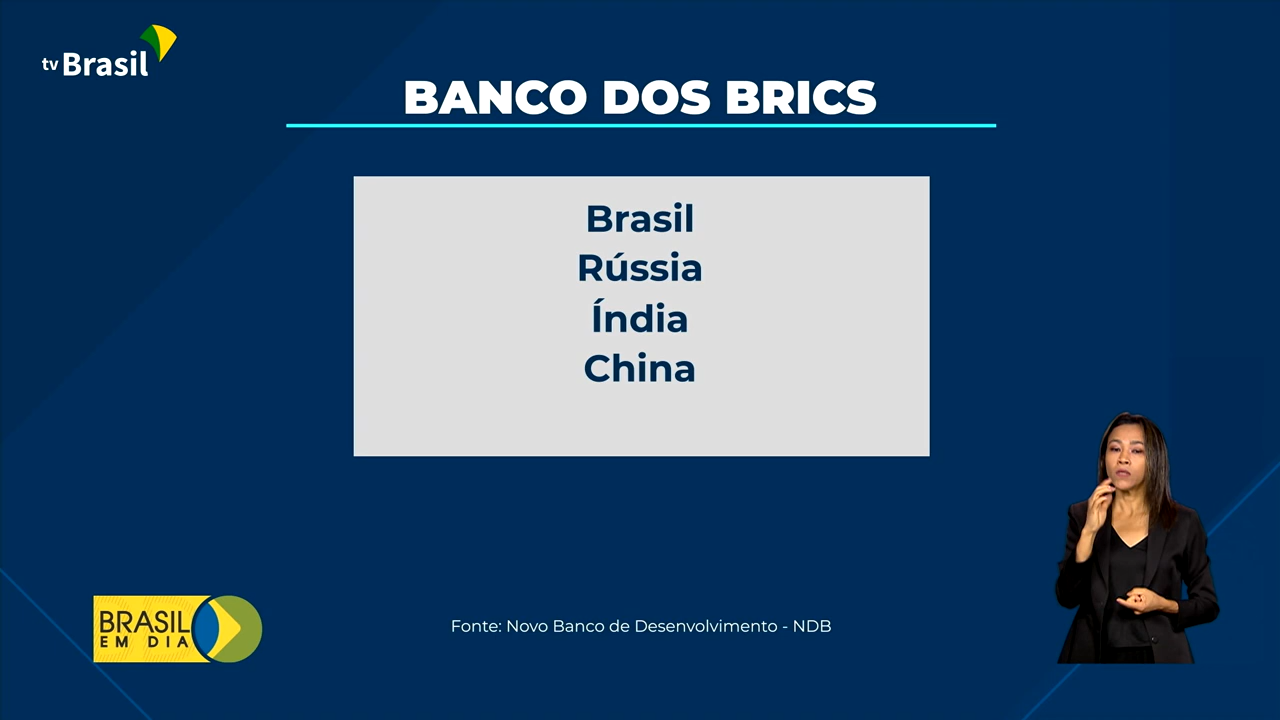 tv Brasil
BANCO DOS BRICS
Brasil
Rússia
Índia
China
BRASIL
EM DIA
Fonte: Novo Banco de Desenvolvimento - NDB